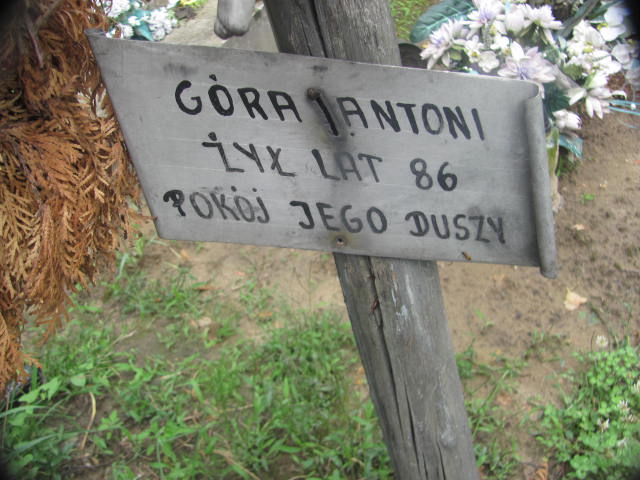 GÓRA ANTONI
ŻYŁ LAT 86
POKÓJ JEGO DUSZY